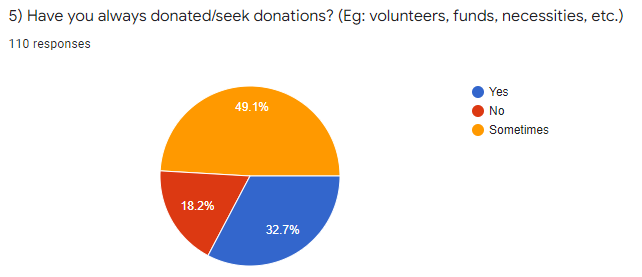 5) Have you always donated/seek donations? (Eg: volunteers, funds, necessities, etc.)
110 responses
Yes
No
Sometimes
49.1%
18.2%
32.7%